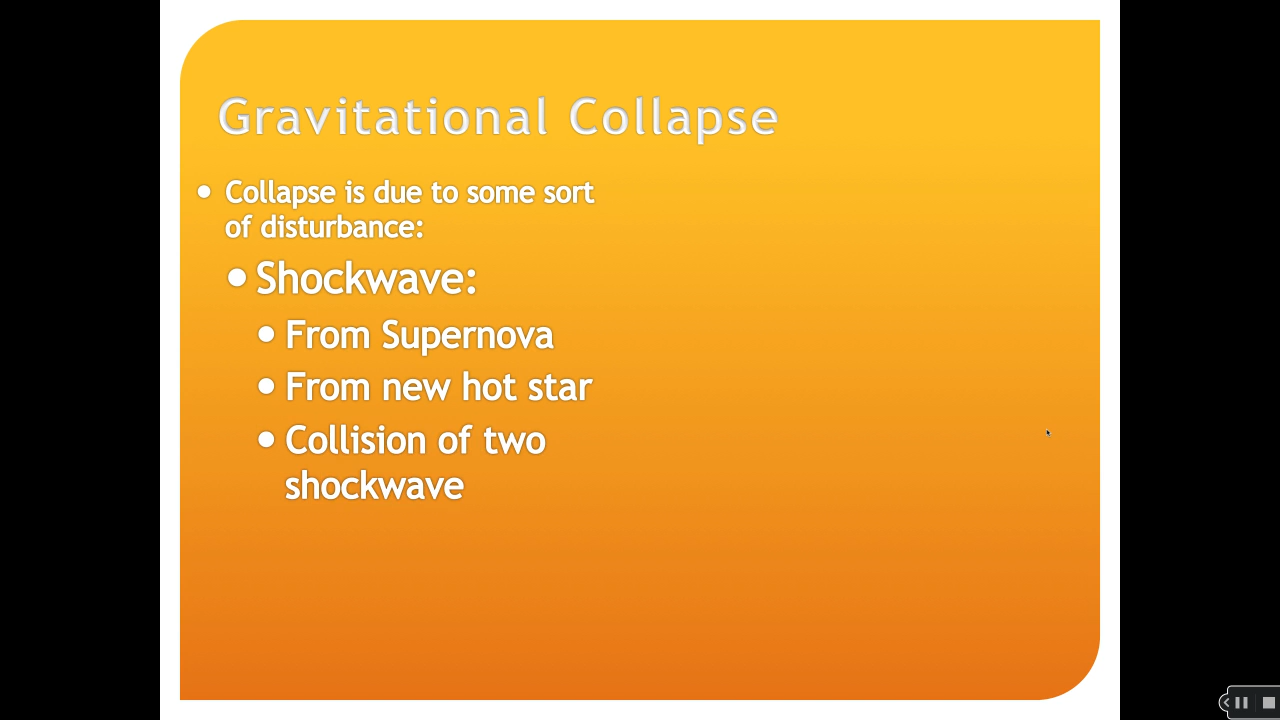 Gravitational Collapse
• Collapse is due to some sort
of disturbance:
• Shockwave:
• From Supernova
• From new hot star
• Collision of two
shockwave